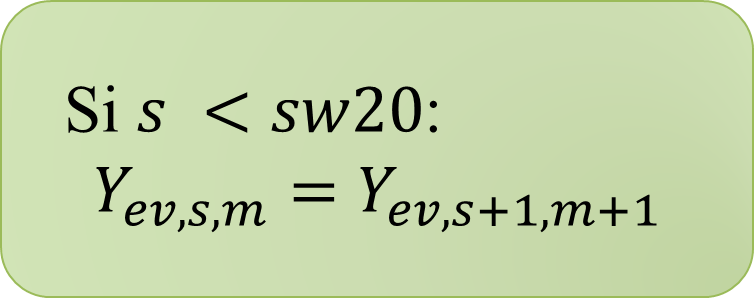 Si s < sw20:
Y_{ev,s,m} = Y_{ev,s+1,m+1}